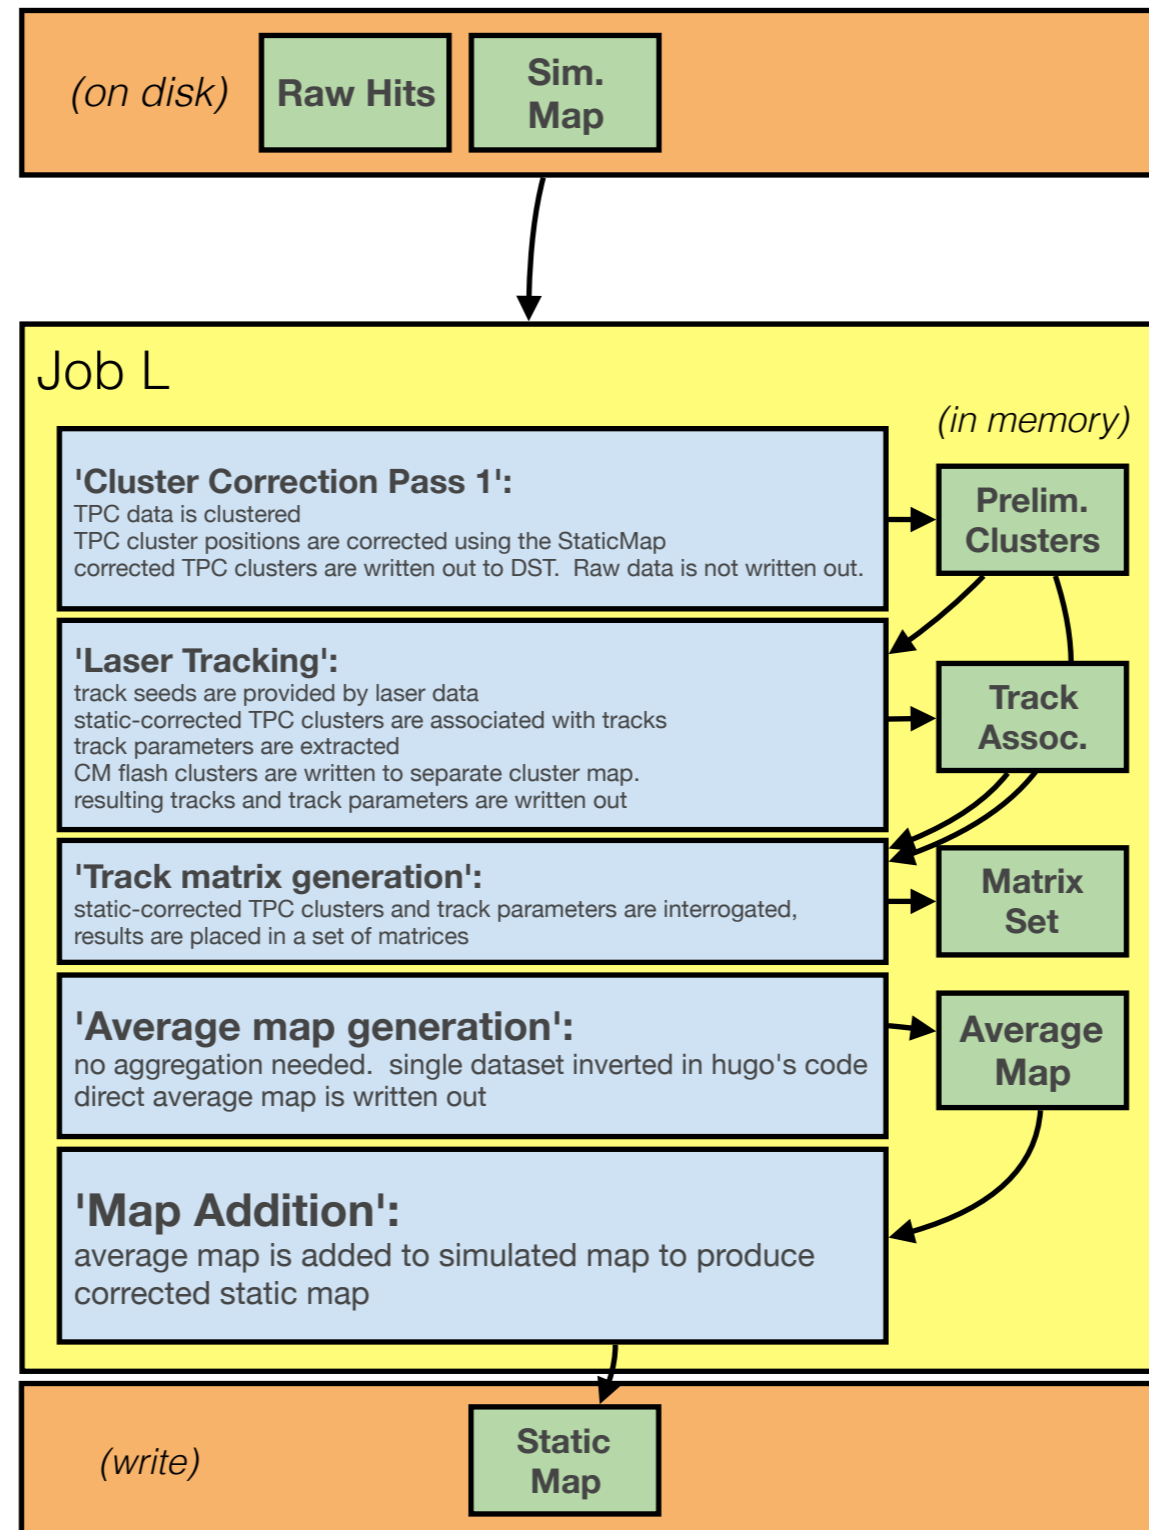 (on disk)
Raw Hits
Sim.
Map
Job L
(in memory)
'Cluster Correction Pass 1':
TPC data is clustered
TPC cluster positions are corrected using the StaticMap
corrected TPC clusters are written out to DST.  Raw data is not written out.
Prelim.
Clusters
'Laser Tracking':
track seeds are provided by laser data
static-corrected TPC clusters are associated with tracks
track parameters are extracted
CM flash clusters are written to separate cluster map.
resulting tracks and track parameters are written out
Track
Assoc.
'Track matrix generation':
static-corrected TPC clusters and track parameters are interrogated,
results are placed in a set of matrices
Matrix
Set
'Average map generation':
no aggregation needed.  single dataset inverted in hugo's code
direct average map is written out
Average
Map
'Map Addition':
average map is added to simulated map to produce
corrected static map
(write)
Static
Map